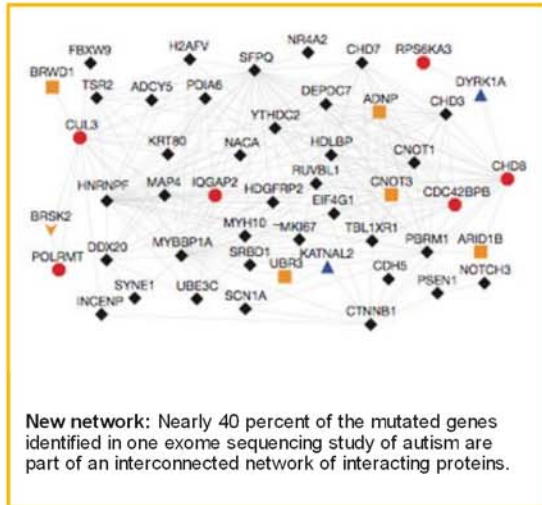 FBXW9 H2AFV SFPQ NR4A2 CHD7 RPS6KA3
BRWD1 DYRK1A
TSR2 ADCY5 PDIA6 DEPDC7 ADNP CHD3
CUL3 YTHDC2
KRT80 NACA HDLBP CNOT1 CHD8
HNRNPF MAP4 IQGAP2 HDGFRP2 RUVBL1 CNOT3 CDC42BPB
BRSK2 EIF4G1
POLRMT DDX20 MYBBP1A MYH10 MKI67 TBL1XR1 PBRM1 ARID1B
SRBD1 UBR3 KATNAL2 CDH5 NOTCH3
INCENP SYNE1 UBE3C SCN1A PSEN1
CTNNB1
New network: Nearly 40 percent of the mutated genes
identified in one exome sequencing study of autism are
part of an interconnected network of interacting proteins.